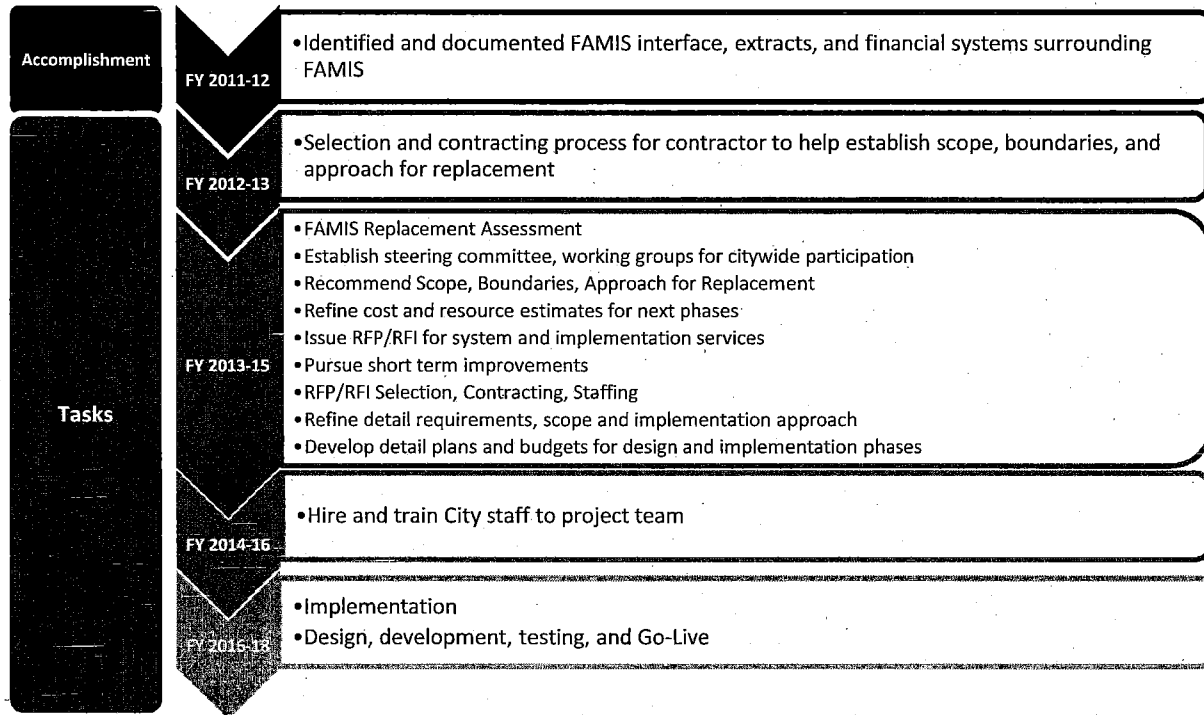 Accomplishment
FY 2011-12
•Identified and documented FAMIS interface, extracts, and financial systems surrounding
FAMIS
Tasks
FY 2012-13
•Selection and contracting process for contractor to help establish scope, boundaries, and
approach for replacement
FY 2013-15
•FAMIS Replacement Assessment
•Establish steering committee, working groups for citywide participation
•Recommend Scope, Boundaries, Approach for Replacement
•Refine cost and resource estimates for next phases
•Issue RFP/RFI for system and implementation services
•Pursue short term improvements
•RFP/RFI Selection, Contracting, Staffing
•Refine detail requirements, scope and implementation approach
•Develop detail plans and budgets for design and implementation phases
FY 2014-16
•Hire and train City staff to project team
FY
•Implementation
•Design, development, testing, and Go-Live